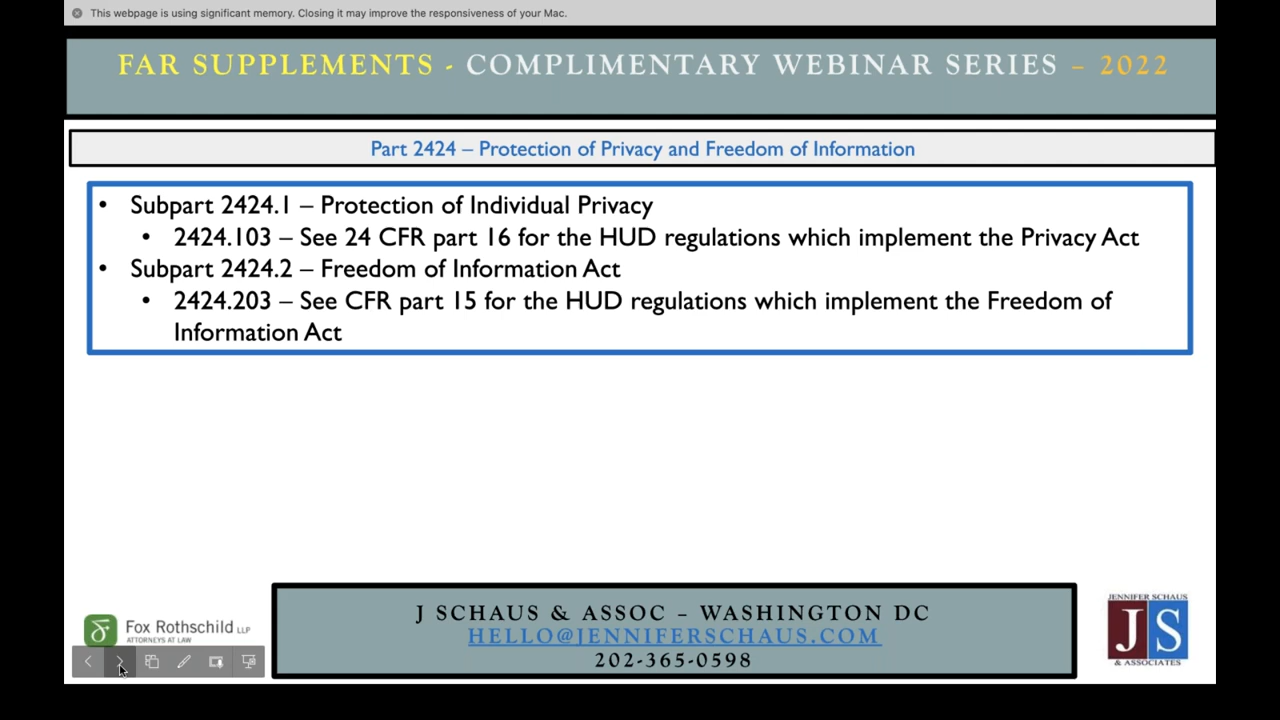 This webpage is using significant memory. Closing it may improve the responsiveness of your Mac.
FAR SUPPLEMENTS - COMPLIMENTARY WEBINAR SERIES – 2022
Part 2424 – Protection of Privacy and Freedom of Information
• Subpart 2424.1 – Protection of Individual Privacy
• 2424.103 – See 24 CFR part 16 for the HUD regulations which implement the Privacy Act
• Subpart 2424.2 – Freedom of Information Act
• 2424.203 – See CFR part 15 for the HUD regulations which implement the Freedom of
Information Act
Fox Rothschild LLP
ATTORNEYS AT LAW
J SCHAUS & ASSOC – WASHINGTON DC
HELLO@JENNIFERSCHAUS.COM
202-365-0598
JENNIFER SCHAUS
JS
& ASSOCIATES